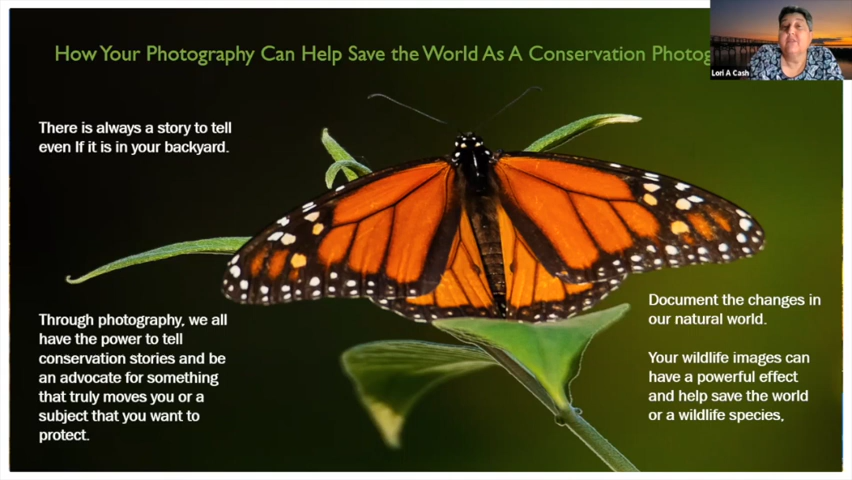 How Your Photography Can Help Save the World As A Conservation
Lori A Cash
There is always a story to tell
even If it is in your backyard.
Through photography, we all
have the power to tell
conservation stories and be
an advocate for something
that truly moves you or a
subject that you want to
protect.
Document the changes in
our natural world.
Your wildlife images can
have a powerful effect
and help save the world
or a wildlife species,